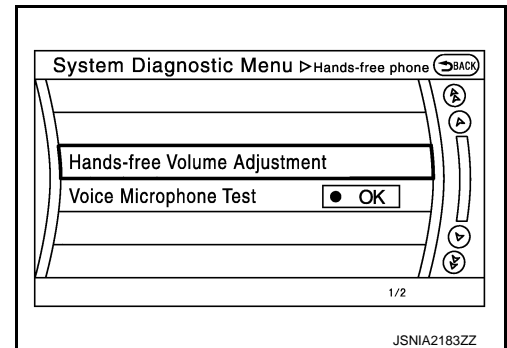 System Diagnostic Menu ▷Hands-free phone BACK
Hands-free Volume Adjustment
Voice Microphone Test ● OK
1/2
JSNIA2183ZZ